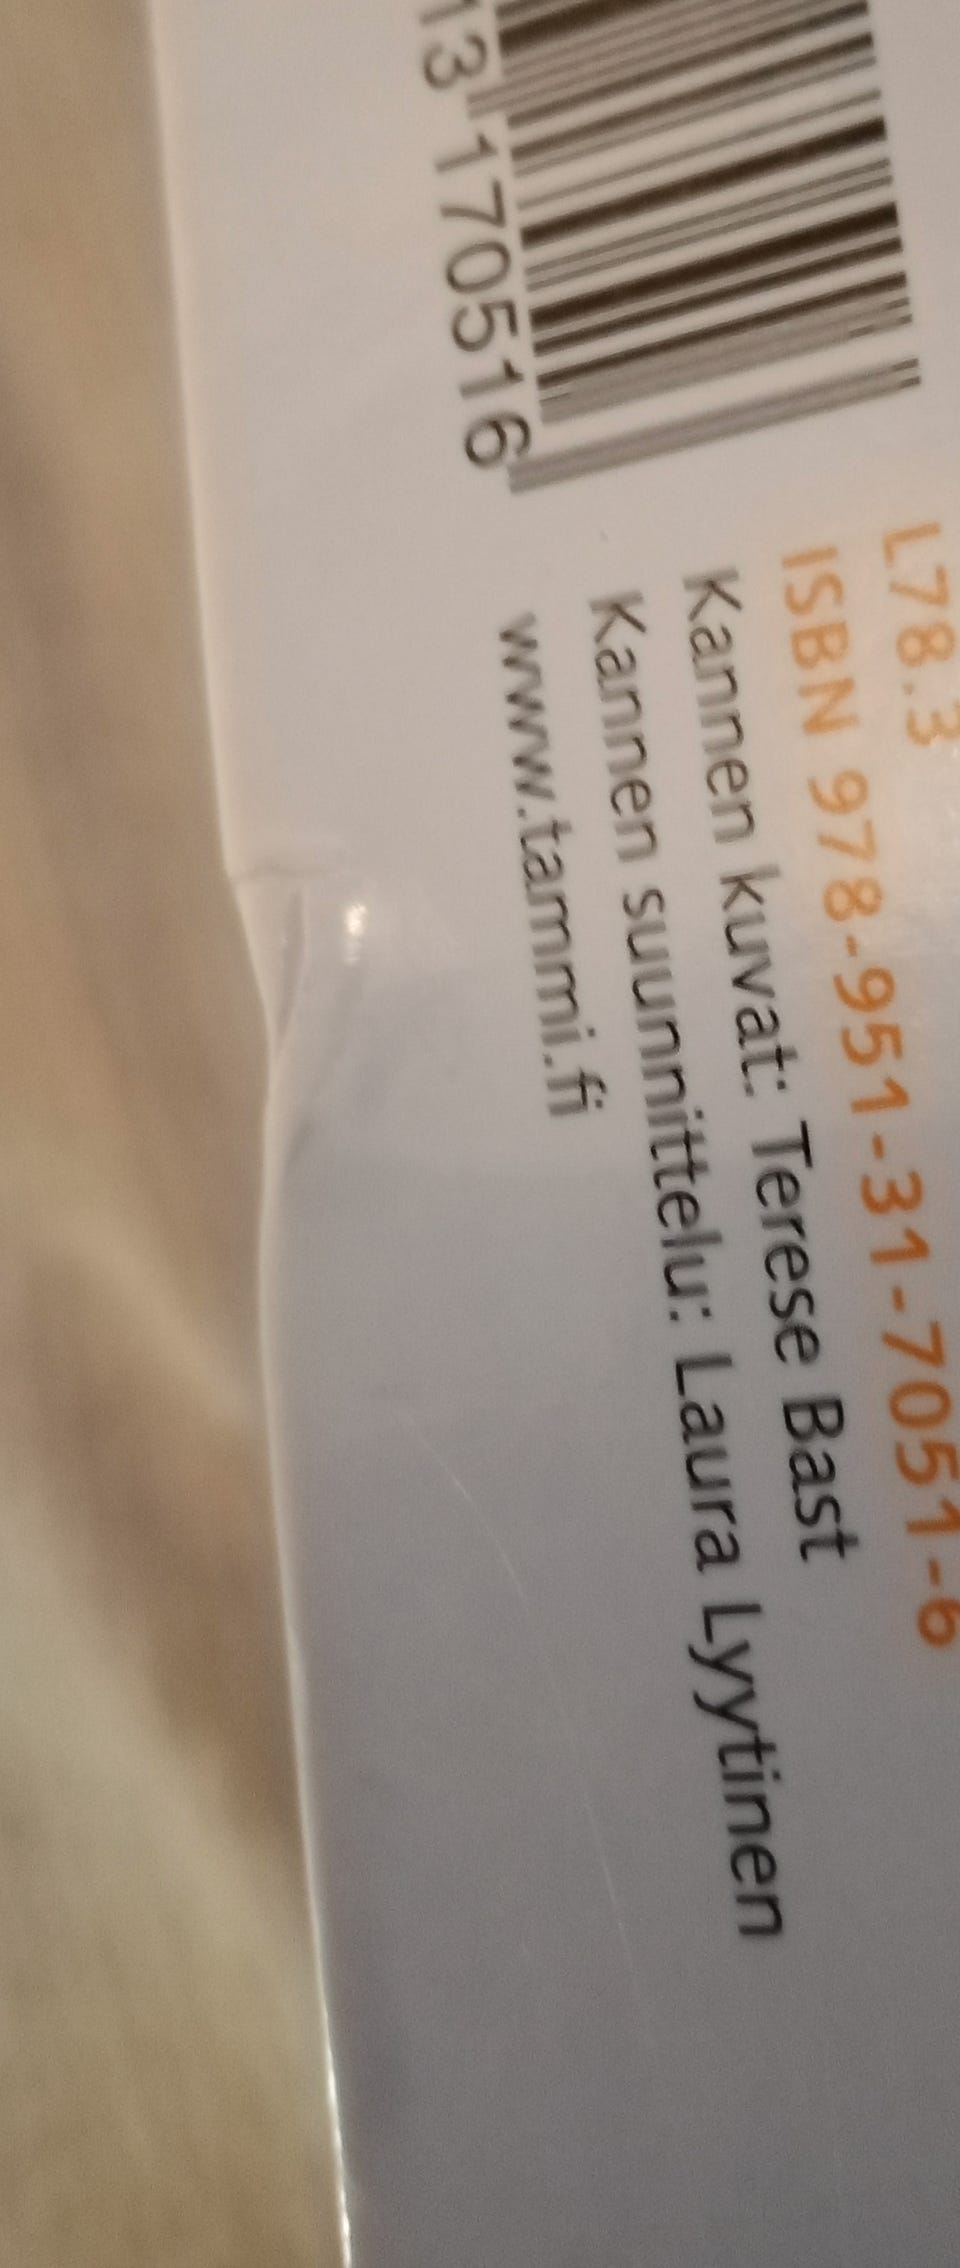 L78.3
ISBN 978-951-31-7051-6
Kannen kuvat: Terese Bast
Kannen suunnittelu: Laura Lyytinen
www.tammi.fi
13 170516